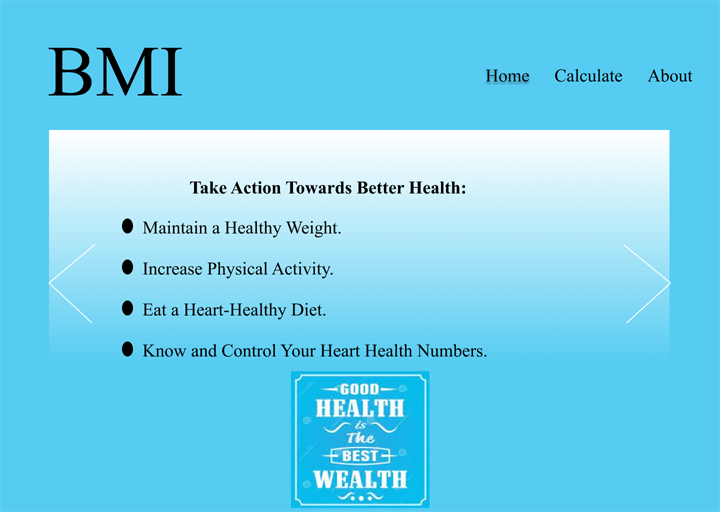 BMI
Home Calculate About
Take Action Towards Better Health:
Maintain a Healthy Weight.
Increase Physical Activity.
Eat a Heart-Healthy Diet.
Know and Control Your Heart Health Numbers.
GOOD
HEALTH
is
The
BEST
WEALTH